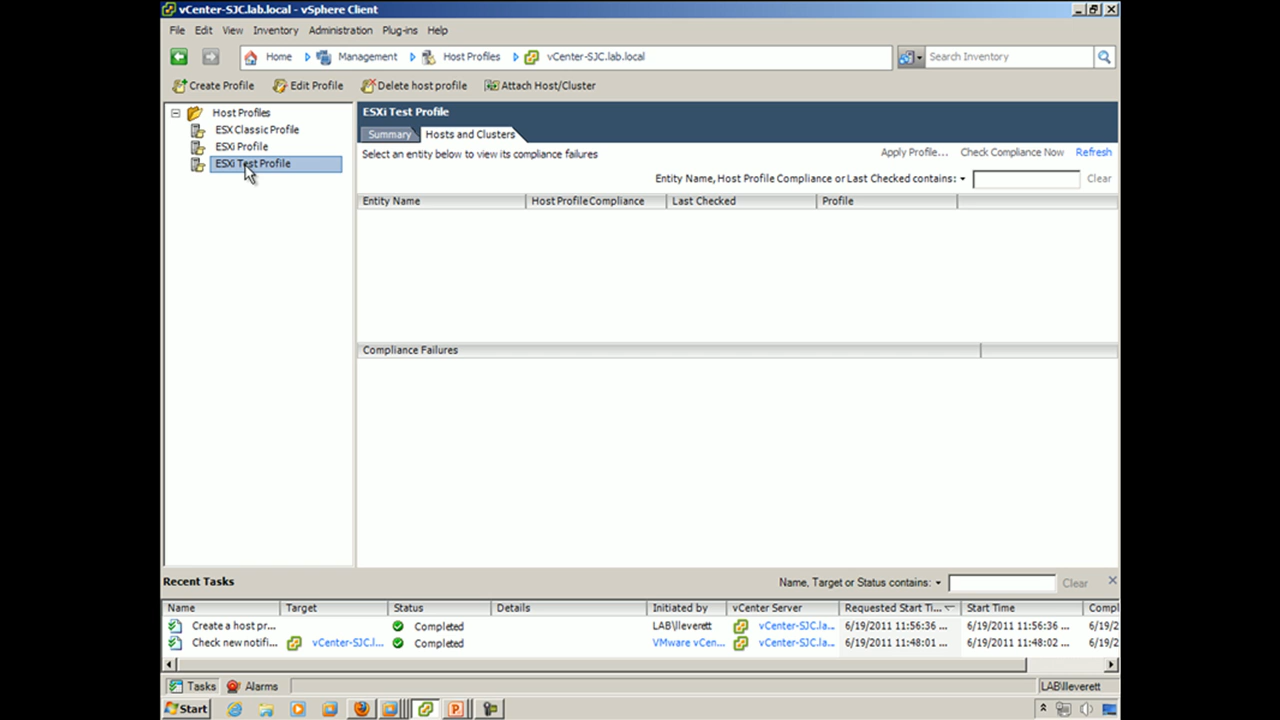 vCenter-SJC.lab.local - vSphere Client
File Edit View Inventory Administration Plug-ins Help
Home Management Host Profiles vCenter-SJC.lab.local Search Inventory
Create Profile Edit Profile Delete host profile Attach Host/Cluster
Host Profiles
ESX Classic Profile
ESXi Profile
ESXi Test Profile
ESXi Test Profile
Summary Hosts and Clusters
Select an entity below to view its compliance failures
Apply Profile... Check Compliance Now Refresh
Entity Name, Host Profile Compliance or Last Checked contains: Clear
Entity Name Host Profile Compliance Last Checked Profile
Compliance Failures
Recent Tasks
Name, Target or Status contains: Clear
Name Target Status Details Initiated by vCenter Server Requested Start Ti... Start Time Compl
Create a host pr... Completed LAB\lleverett vCenter-SJC.la... 6/19/2011 11:56:36 ... 6/19/2011 11:56:36 ... 6/19/2
Check new notifi... vCenter-SJC.l... Completed VMware vCen... vCenter-SJC.la... 6/19/2011 11:48:01 ... 6/19/2011 11:48:02 ... 6/19/2
Tasks Alarms LAB\lleverett
Start